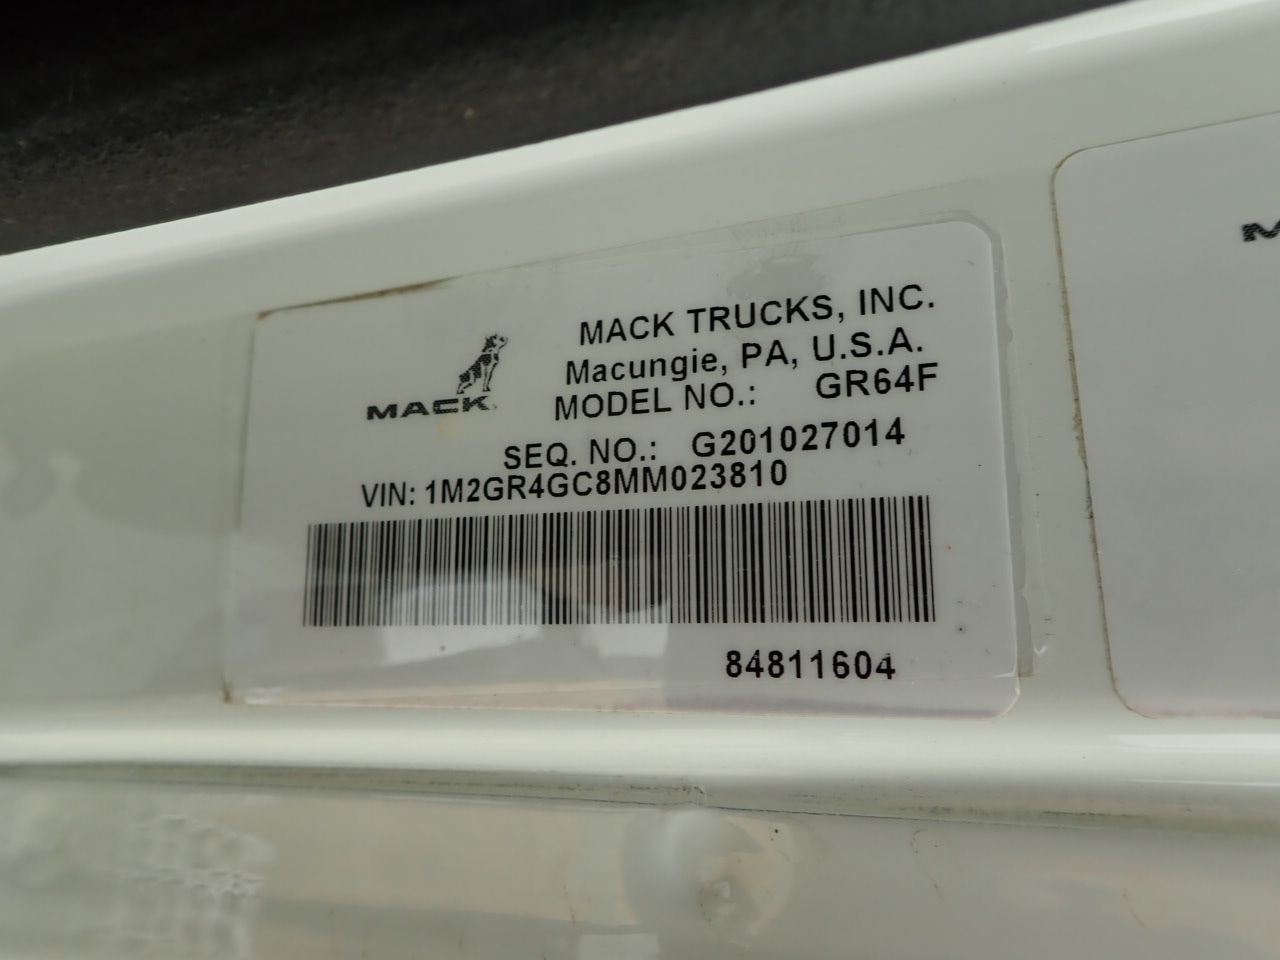 MACK TRUCKS, INC.
Macungie, PA, U.S.A.
MACK
MODEL NO.: GR64F
SEQ. NO.: G201027014
VIN: 1M2GR4GC8MM023810
84811604